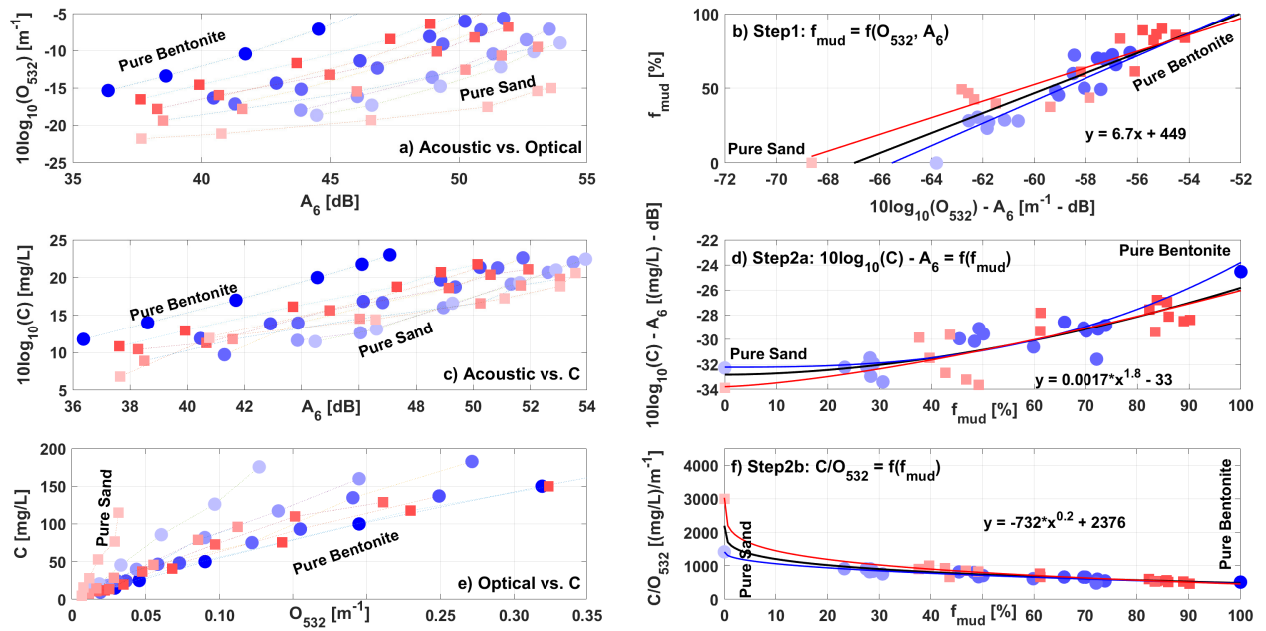 -5
-10
-15
-20
-25
10log10(O532) [m-1]
Pure Bentonite
Pure Sand
a) Acoustic vs. Optical
35 40 45 50 55
A6 [dB]
100
50
0
fmud [%]
b) Step1: fmud = f(O532, A6)
Pure Bentonite
y = 6.7x + 449
Pure Sand
-72 -70 -68 -66 -64 -62 -60 -58 -56 -54 -52
10log10(O532) - A6 [m-1 - dB]
25
20
15
10
5
10log10(C) [mg/L)
Pure Bentonite
Pure Sand
c) Acoustic vs. C
36 38 40 42 44 46 48 50 52 54
A6 [dB]
-22
-24
-26
-28
-30
-32
-34
10log10(C) - A6 [(mg/L) - dB)
d) Step2a: 10log10(C) - A6 = f(fmud)
Pure Bentonite
Pure Sand
y = 0.0017*x1.8 - 33
0 10 20 30 40 50 60 70 80 90 100
fmud [%]
200
150
100
50
0
C [mg/L]
Pure Sand
Pure Bentonite
e) Optical vs. C
0 0.05 0.10 0.15 0.20 0.25 0.30 0.35
O532 [m-1]
4000
3000
2000
1000
0
C/O532 [(mg/L)/m-1]
f) Step2b: C/O532 = f(fmud)
y = -732*x0.2 + 2376
Pure Sand
Pure Bentonite
0 10 20 30 40 50 60 70 80 90 100
fmud [%]